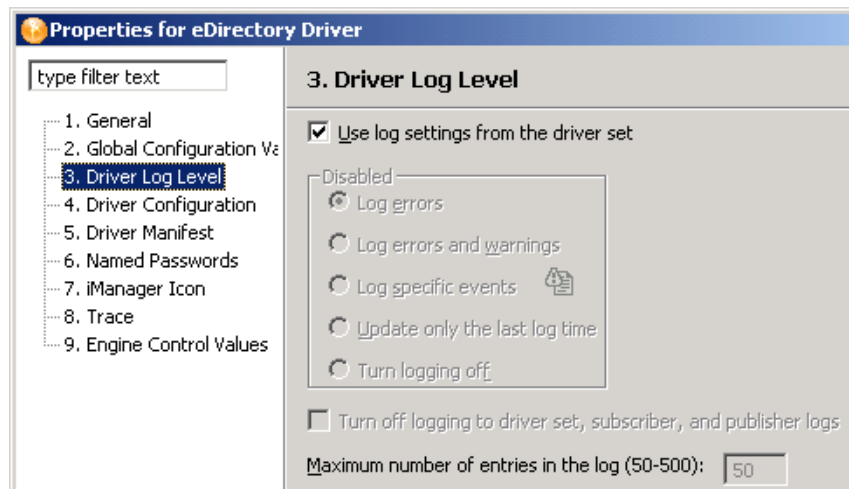 Properties for eDirectory Driver
type filter text
1. General
2. Global Configuration Va
3. Driver Log Level
4. Driver Configuration
5. Driver Manifest
6. Named Passwords
7. iManager Icon
8. Trace
9. Engine Control Values
3. Driver Log Level
Use log settings from the driver set
Disabled
Log errors
Log errors and warnings
Log specific events
Update only the last log time
Turn logging off
Turn off logging to driver set, subscriber, and publisher logs
Maximum number of entries in the log (50-500): 50